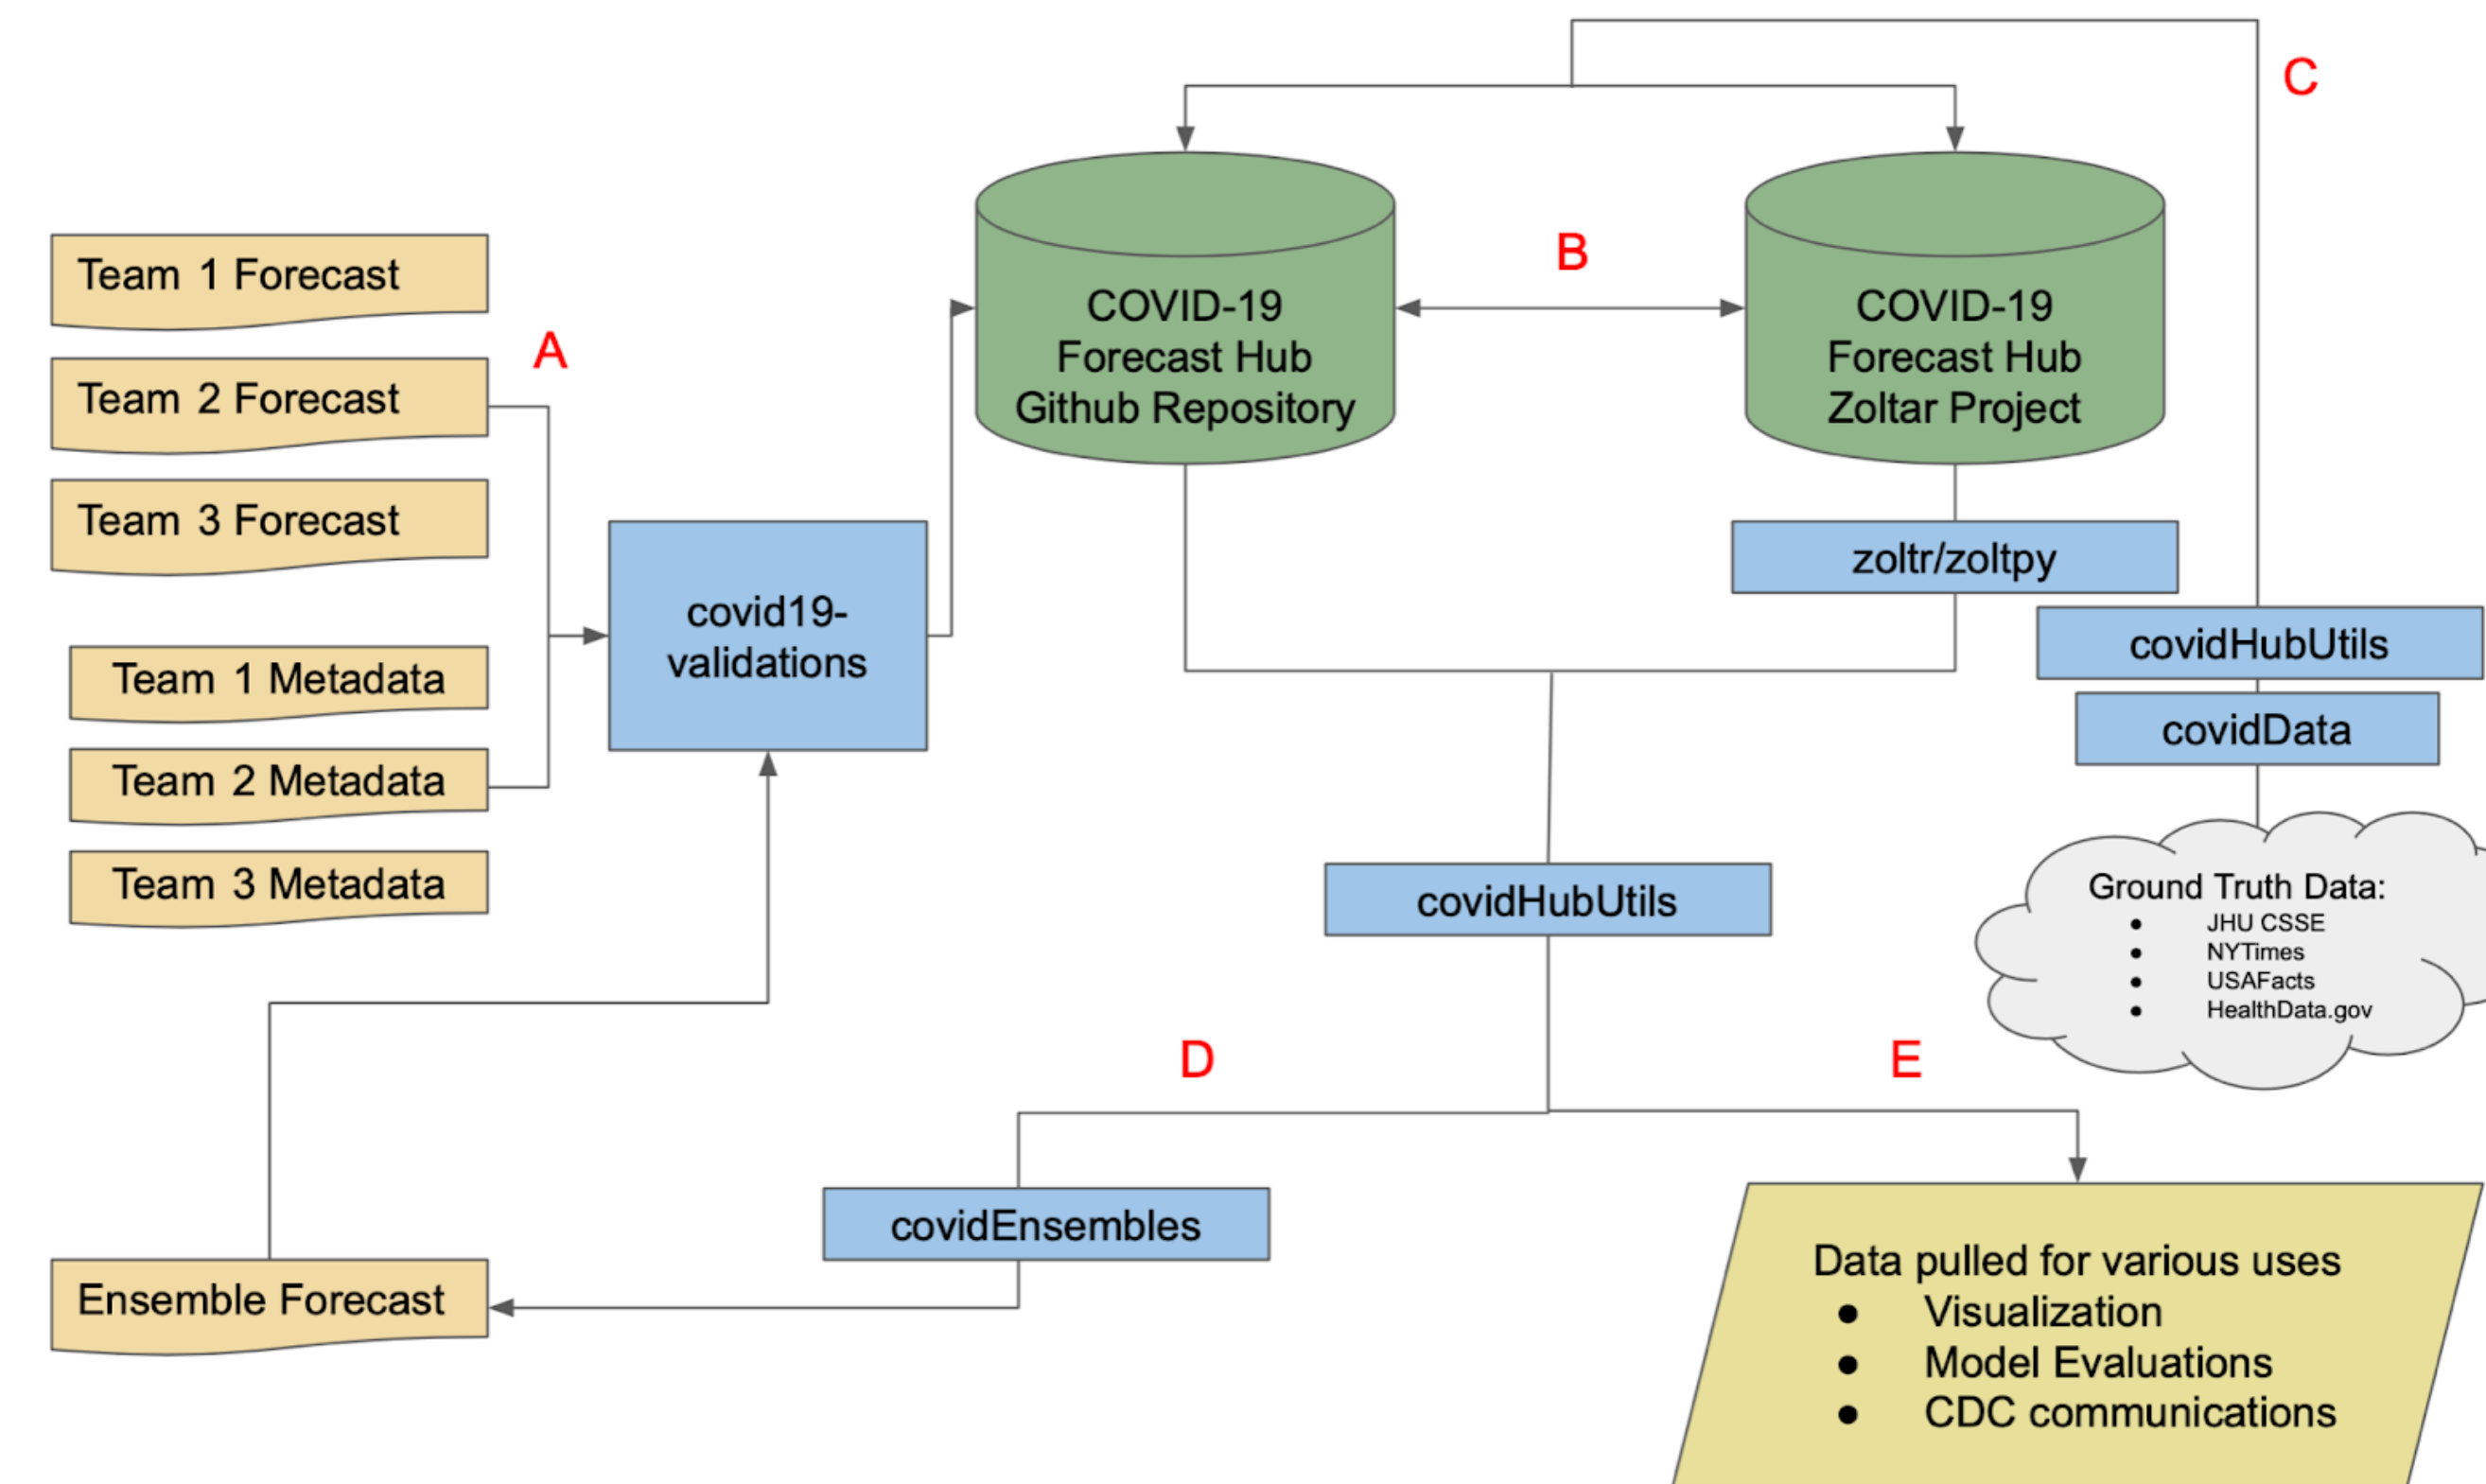 C
Team 1 Forecast
A
Team 2 Forecast
Team 3 Forecast
Team 1 Metadata
Team 2 Metadata
Team 3 Metadata
covid19-
validations
COVID-19
Forecast Hub
Github Repository
B
COVID-19
Forecast Hub
Zoltar Project
zoltr/zoltpy
covidHubUtils
covidData
Ground Truth Data:
● JHU CSSE
● NYTimes
● USAFacts
● HealthData.gov
covidHubUtils
D
E
covidEnsembles
Ensemble Forecast
Data pulled for various uses
● Visualization
● Model Evaluations
● CDC communications